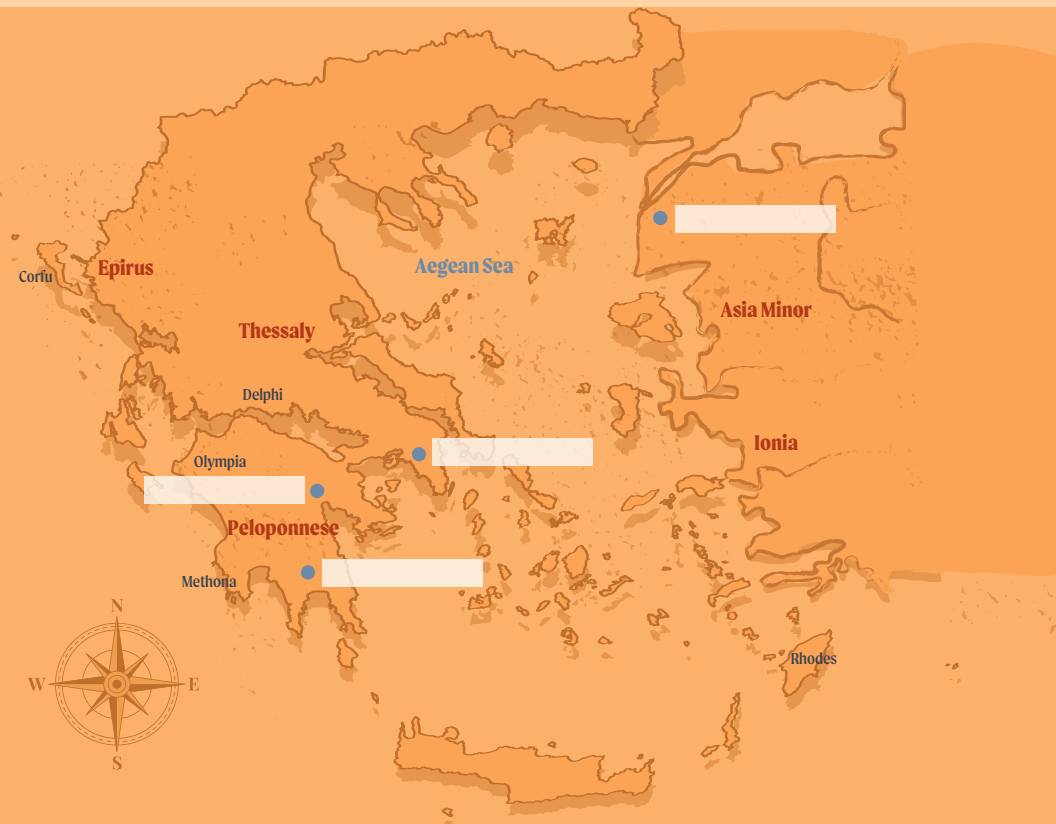 Aegean Sea
Epirus
Corfu
Asia Minor
Thessaly
Delphi
Ionia
Olympia
Peloponnese
Methona
N
W
E
S
Rhodes